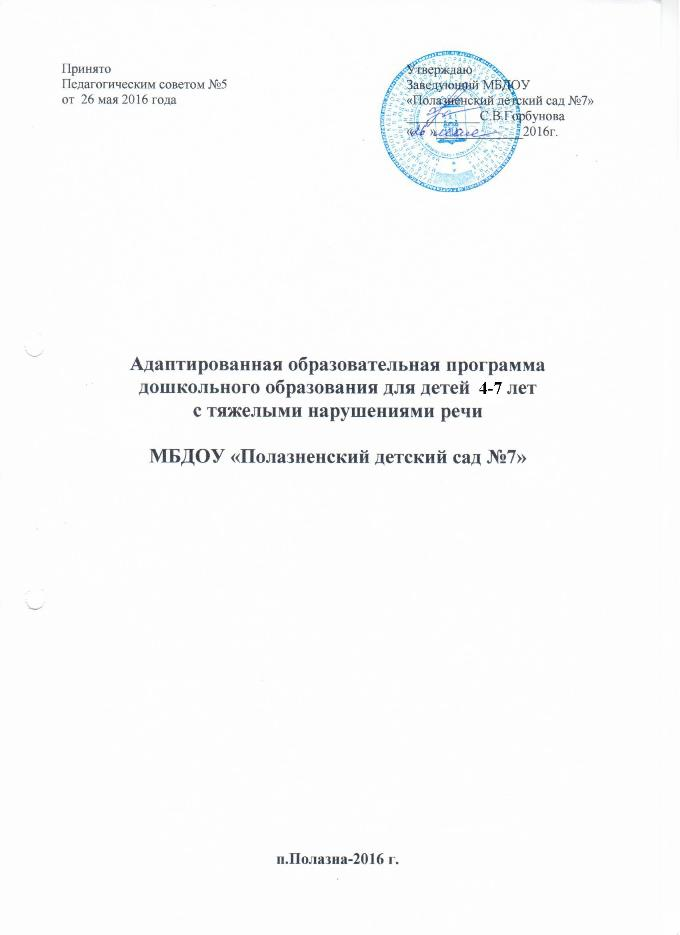 Принято
Педагогическим советом №5
от 26 мая 2016 года
Утверждаю
Заведующий МБДОУ
«Полазненский детский сад №7»
С.В.Горбунова
«26» мая 2016г.
Адаптированная образовательная программа
дошкольного образования для детей 4-7 лет
с тяжелыми нарушениями речи
МБДОУ «Полазненский детский сад №7»
п.Полазна-2016 г.